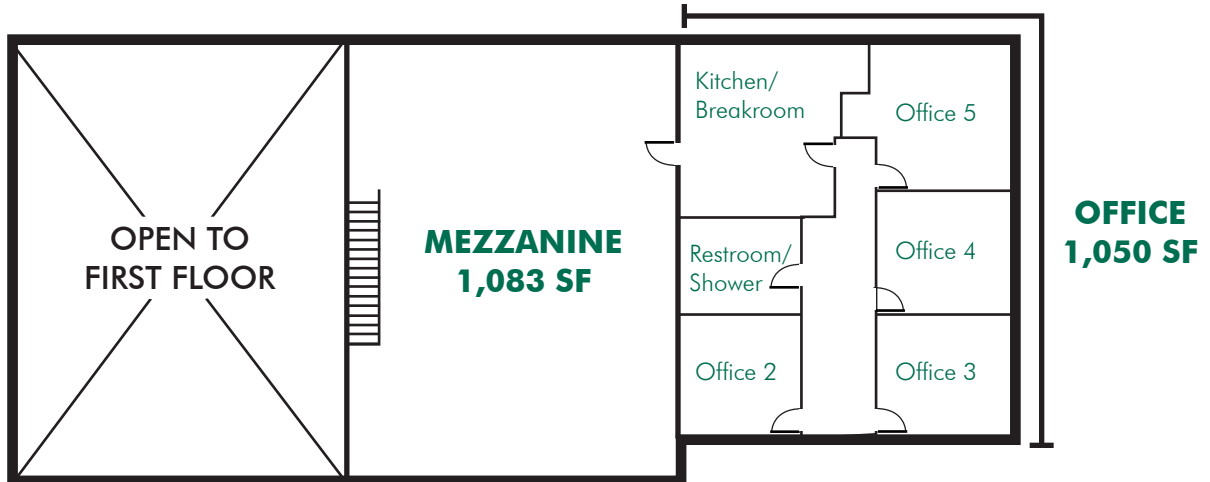 Kitchen/
Breakroom
Office 5
OPEN TO
FIRST FLOOR
MEZZANINE
1,083 SF
Restroom/
Shower
Office 4
OFFICE
1,050 SF
Office 2
Office 3